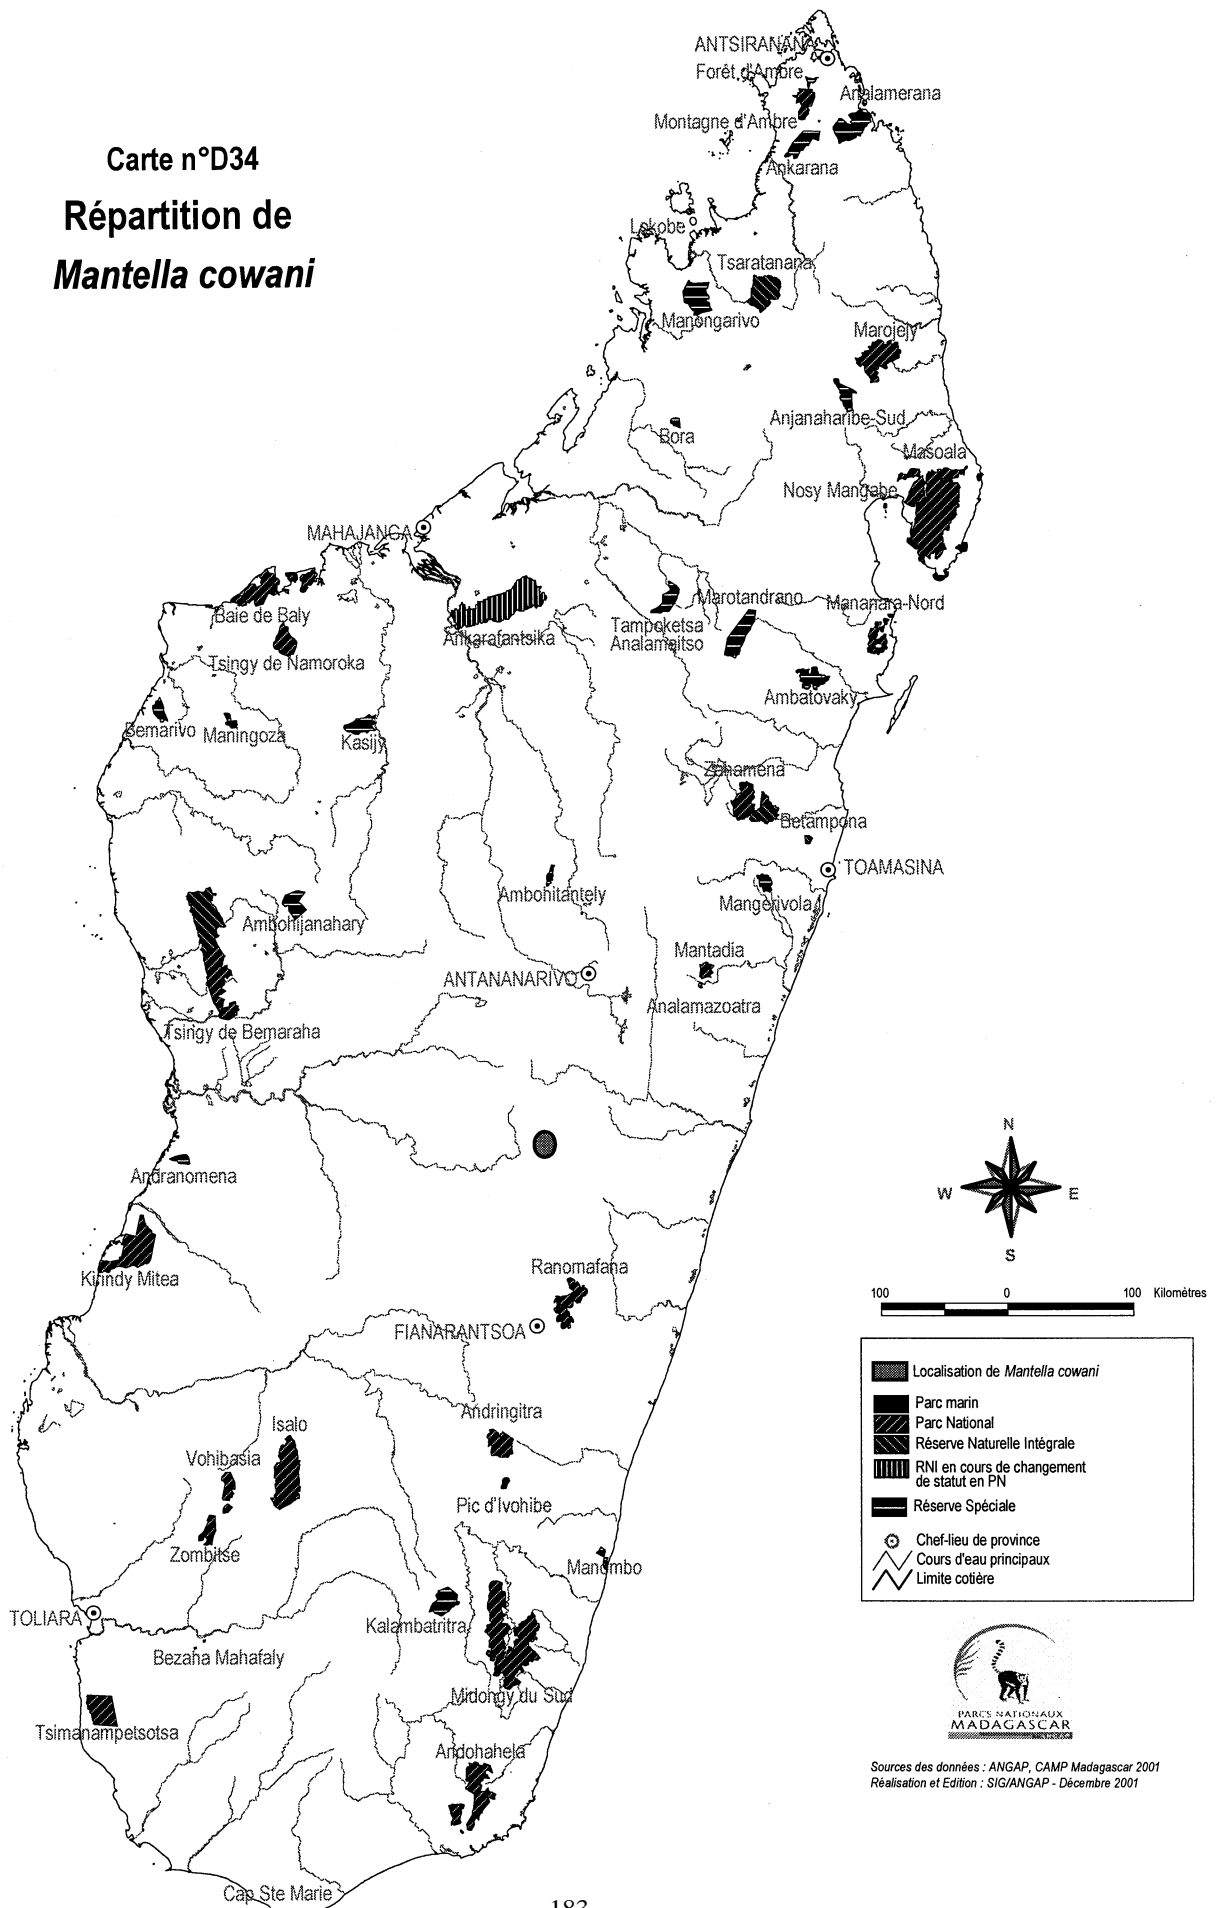 Carte n°D34
Répartition de
Mantella cowani
ANTSIRANANA
Forêt d'Ambre
Analamerana
Montagne d'Ambre
Ankarana
Lokobe
Tsaratanana
Manongarivo
Marojejy
Anjanaharibe-Sud
Bora
Masoala
Nosy Mangabe
MAHAJANGA
Baie de Baly
Ankarafantsika
Tampoketsa
Analamaitso
Marotandrano
Mananara-Nord
Tsingy de Namoroka
Ambatovaky
Bemarivo
Maningoza
Kasijy
Zahamena
Betampona
TOAMASINA
Ambohitantely
Mangerivola
Ambohijanahary
Mantadia
ANTANANARIVO
Analamazoatra
Tsingy de Bemaraha
Andranomena
Kirindy Mitea
Ranomafana
FIANARANTSOA
Andringitra
Isalo
Vohibasia
Pic d'Ivohibe
Zombitse
Manombo
TOLIARA
Kalambatritra
Bezaha Mahafaly
Midongy du Sud
Tsimanampetsotsa
Andohahela
Cap Ste Marie
N
W
E
S
100 0 100 Kilomètres
Localisation de Mantella cowani
Parc marin
Parc National
Réserve Naturelle Intégrale
RNI en cours de changement
de statut en PN
Réserve Spéciale
Chef-lieu de province
Cours d'eau principaux
Limite cotière
PARCS NATIONAUX
MADAGASCAR
ANGAP
Sources des données : ANGAP, CAMP Madagascar 2001
Réalisation et Edition : SIG/ANGAP - Décembre 2001
183